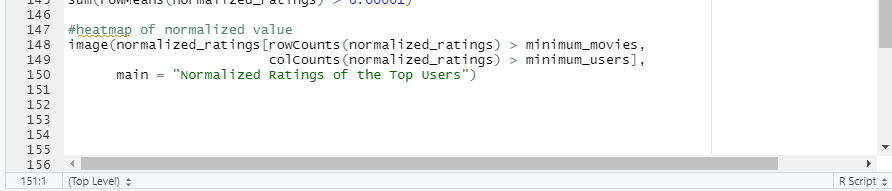 145 sum(rowMeans(normalized_ratings) > 0.00001)
146
147 #heatmap of normalized value
148 image(normalized_ratings[rowCounts(normalized_ratings) > minimum_movies,
149 colCounts(normalized_ratings) > minimum_users],
150 main = "Normalized Ratings of the Top Users")
151
152
153
154
155
156
151:1 (Top Level) R Script